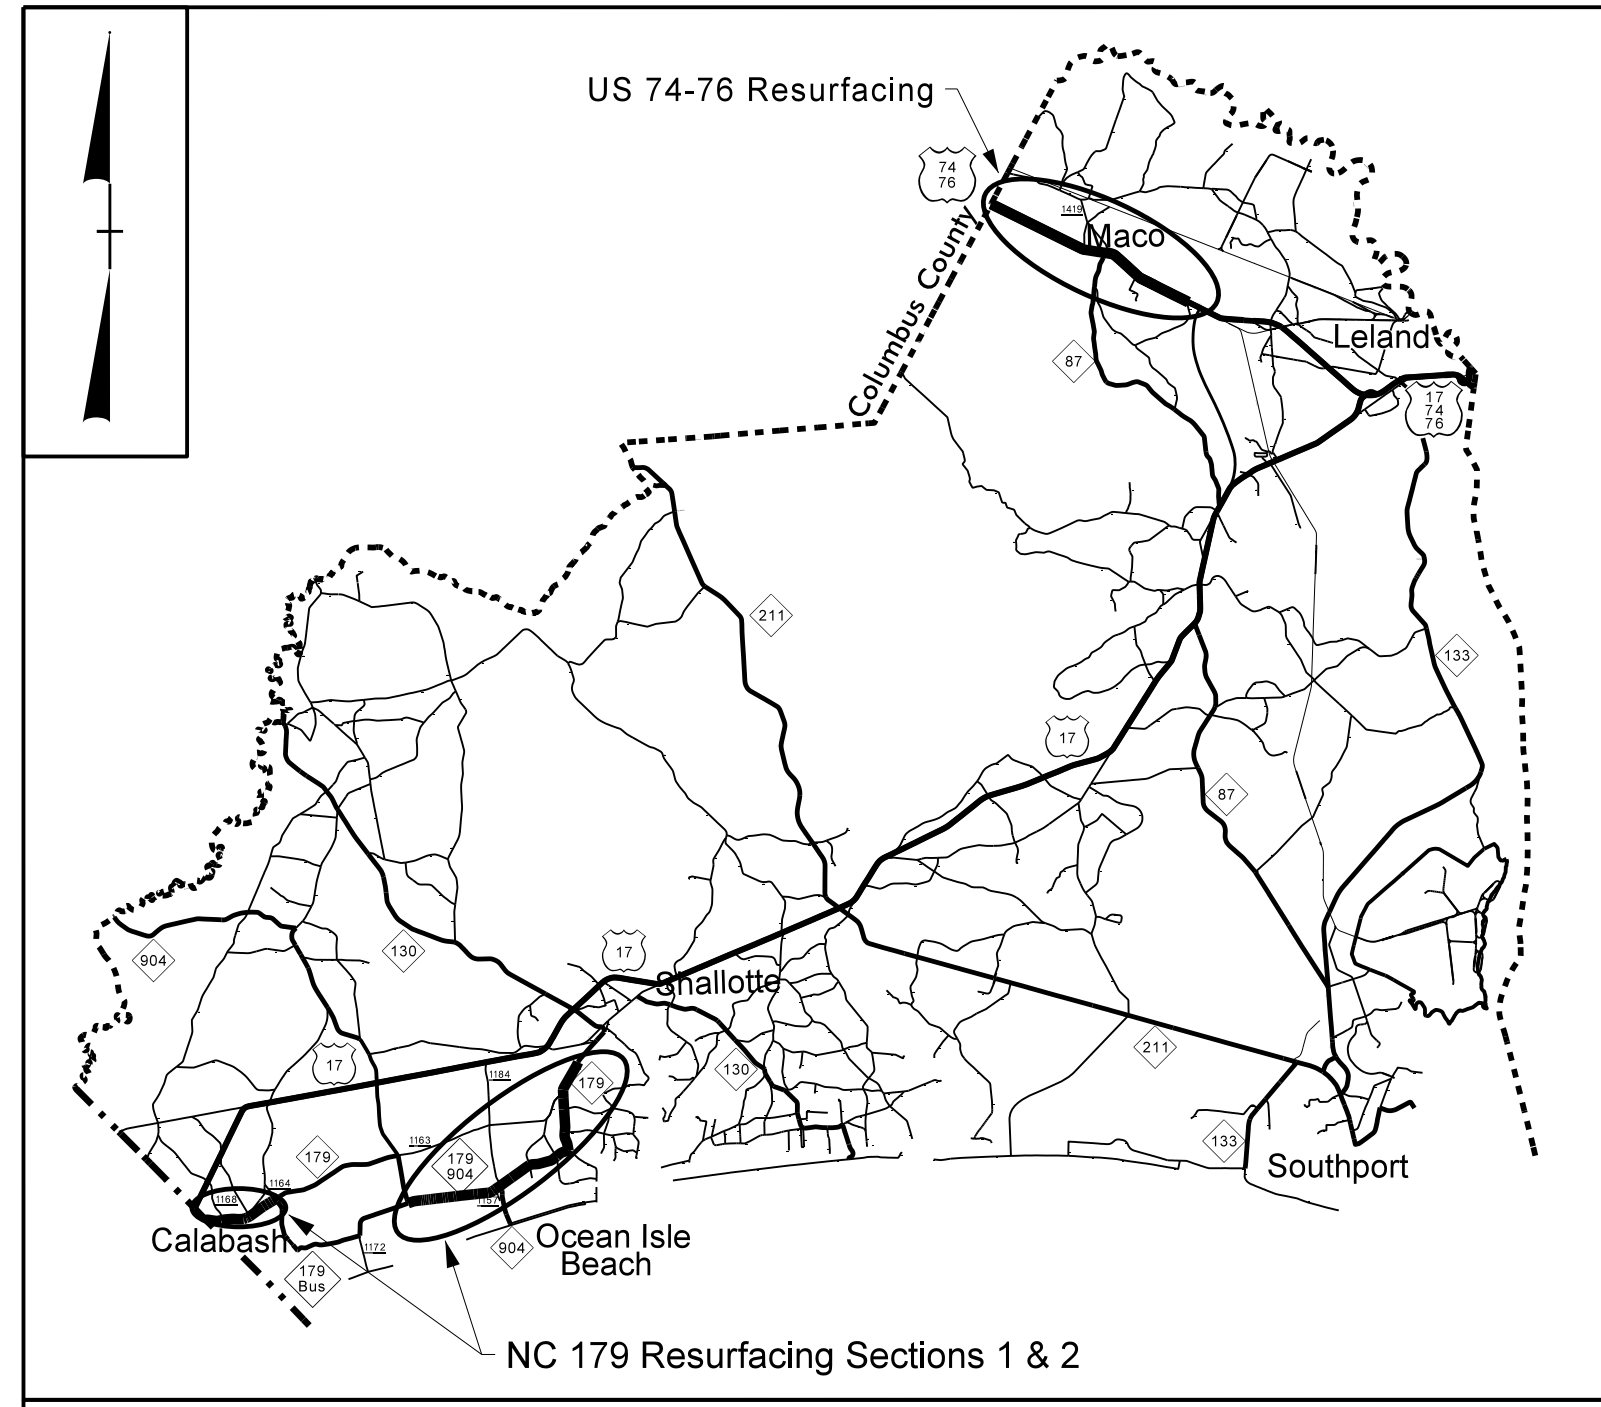 US 74-76 Resurfacing
74
76
1419
Maco
Columbus County
Leland
87
17
74
76
211
133
17
87
904
130
17
Shallotte
211
17
1184
179
130
179
1163
179
904
133
Southport
1164
1168
1157
Calabash
1172
904
Ocean Isle
Beach
179
Bus
NC 179 Resurfacing Sections 1 & 2